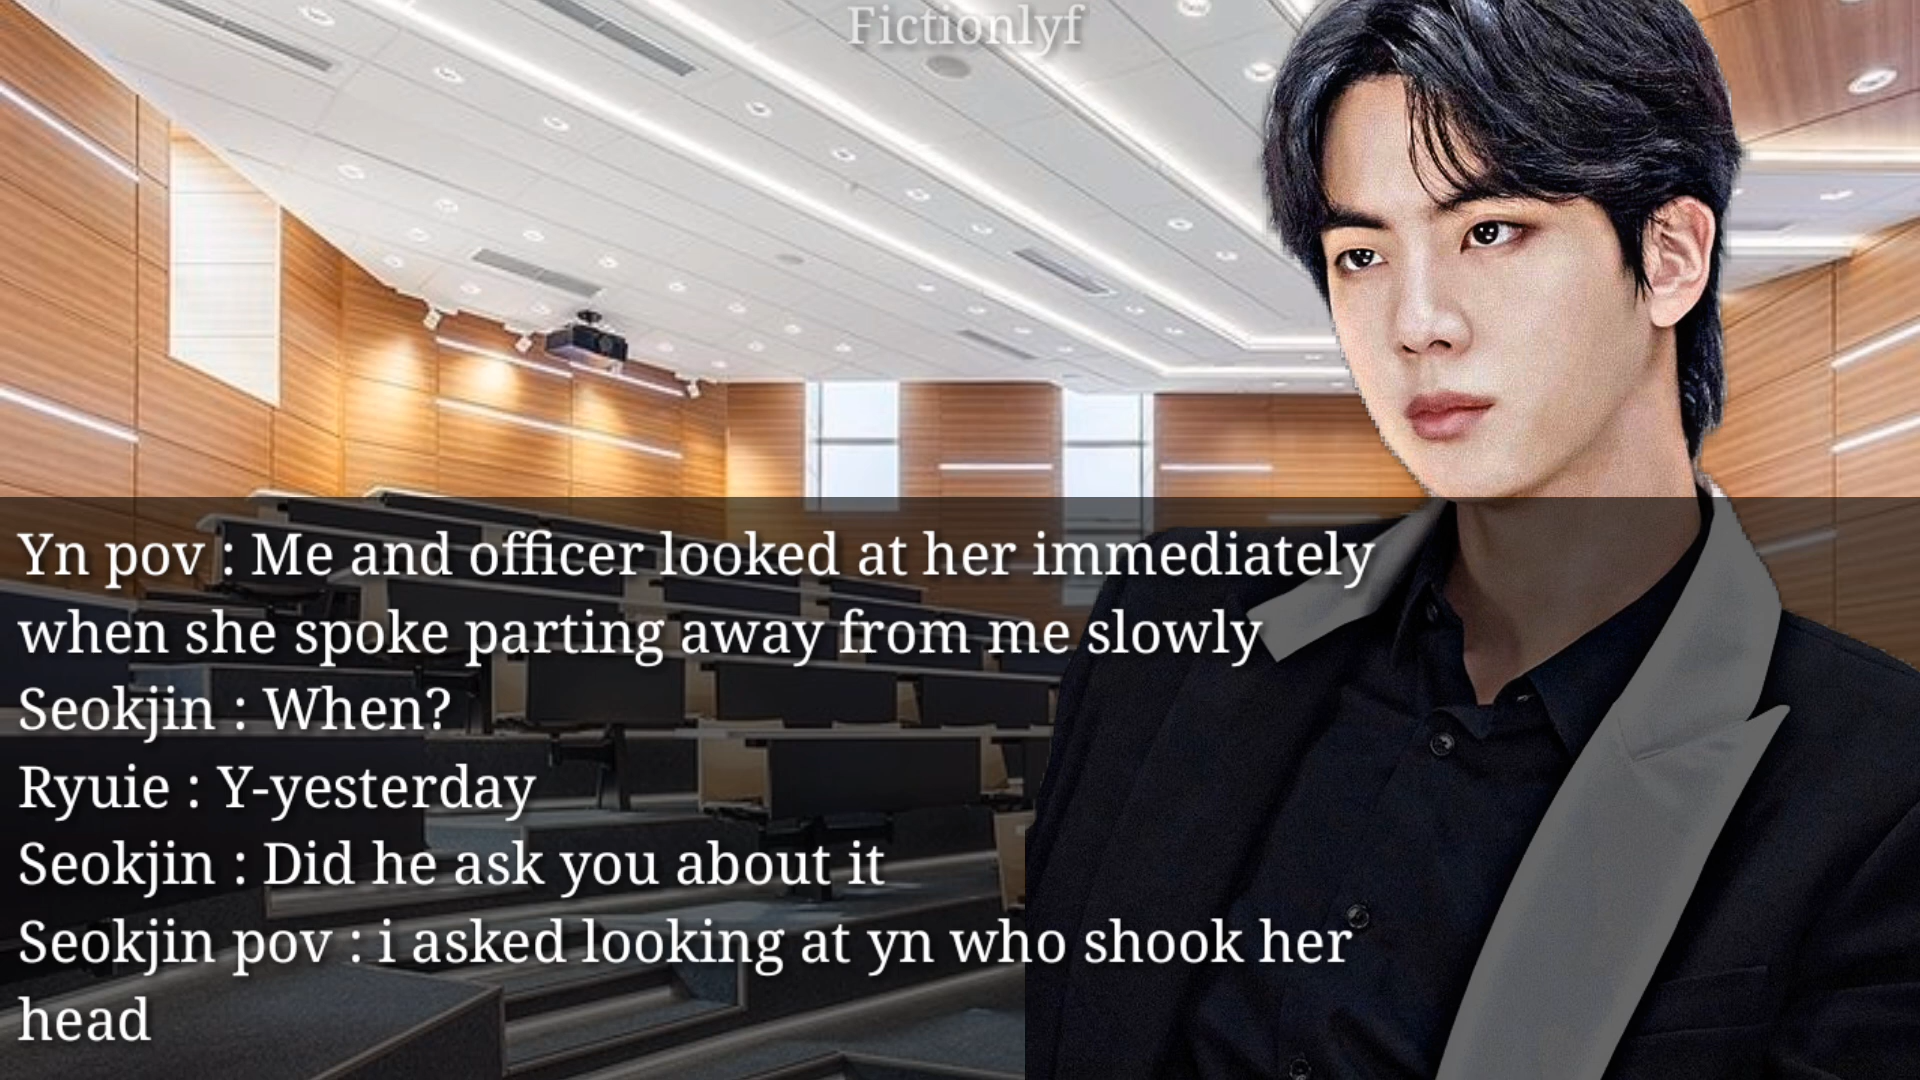 Fictionlyf
Yn pov : Me and officer looked at her immediately
when she spoke parting away from me slowly
Seokjin : When?
Ryuie : Y-yesterday
Seokjin : Did he ask you about it
Seokjin pov : i asked looking at yn who shook her
head